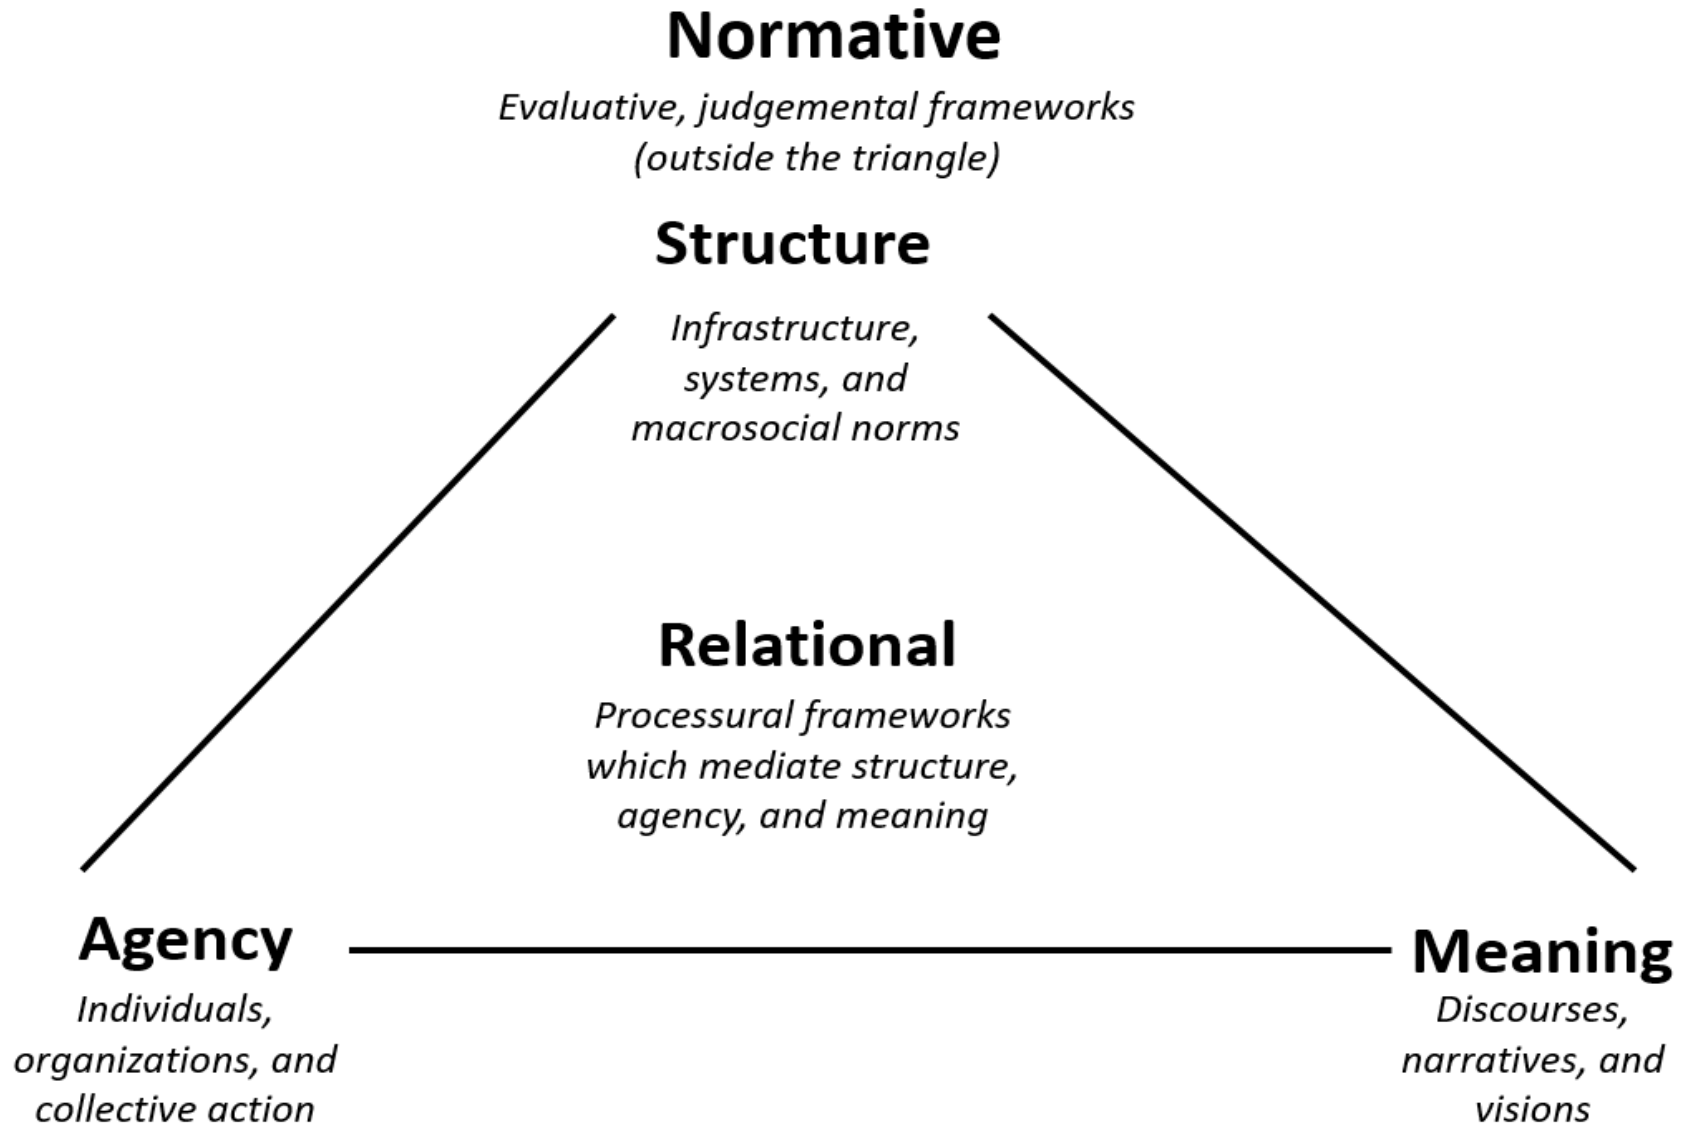 Normative
Evaluative, judgemental frameworks
(outside the triangle)
Structure
Infrastructure,
systems, and
macrosocial norms
Relational
Processural frameworks
which mediate structure,
agency, and meaning
Agency
Individuals,
organizations, and
collective action
Meaning
Discourses,
narratives, and
visions